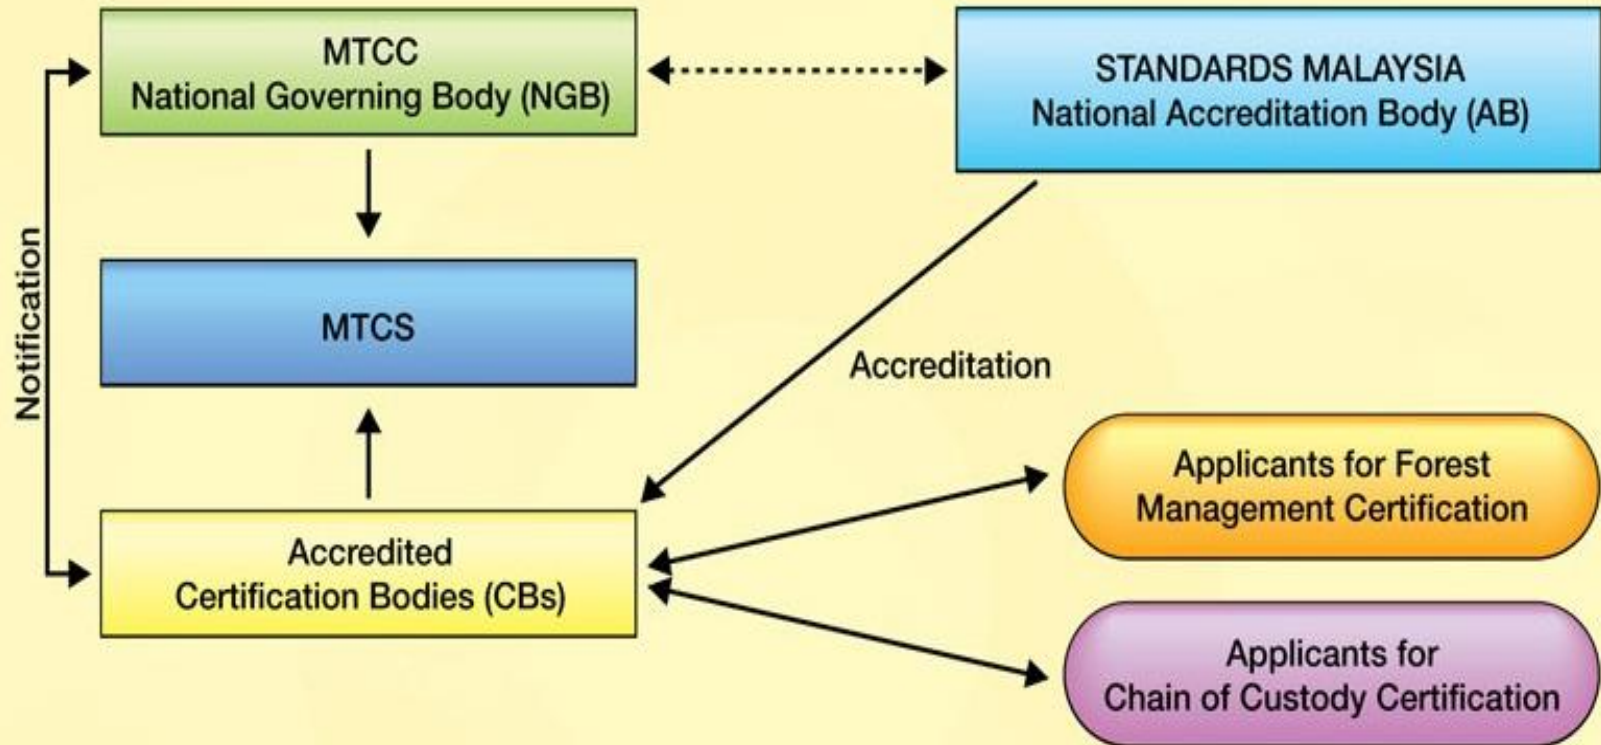 MTCC
National Governing Body (NGB)
STANDARDS MALAYSIA
National Accreditation Body (AB)
Notification
MTCS
Accreditation
Applicants for Forest
Management Certification
Accredited
Certification Bodies (CBs)
Applicants for
Chain of Custody Certification